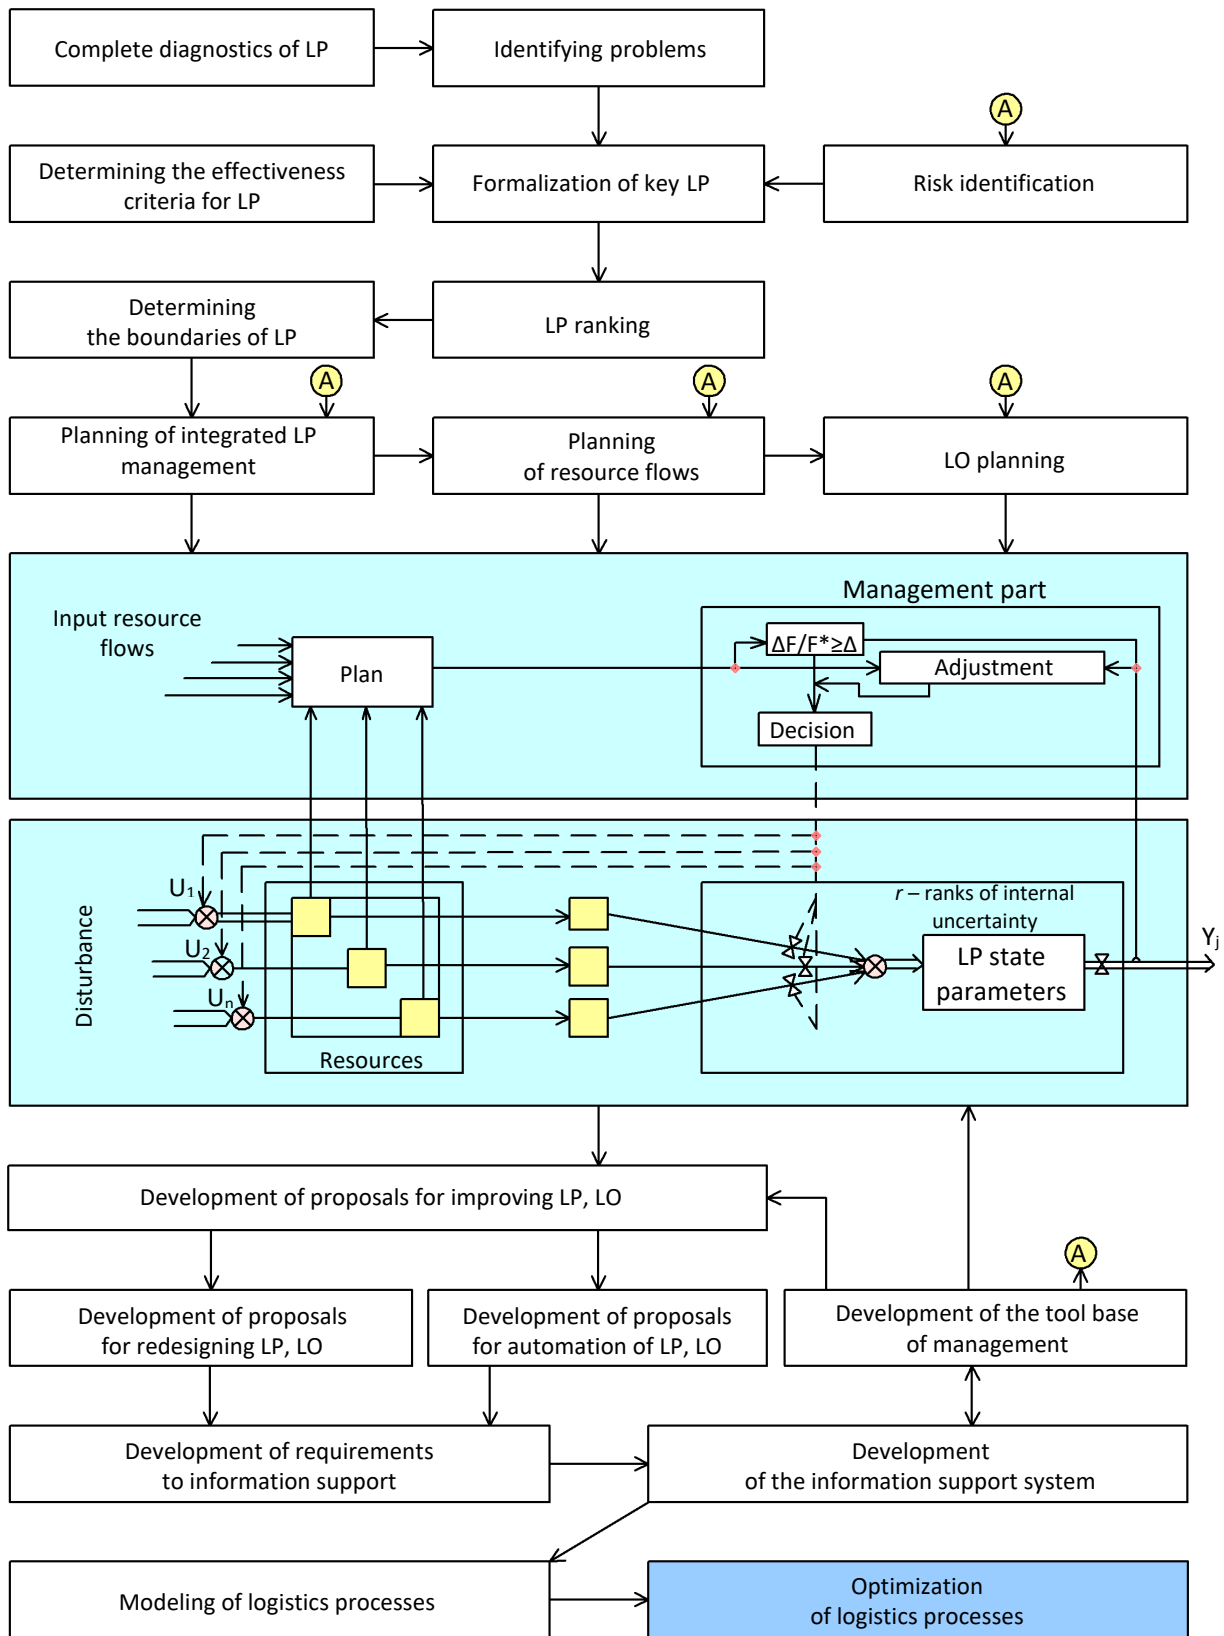 Complete diagnostics of LP
Identifying problems
A
Determining the effectiveness
criteria for LP
Formalization of key LP
Risk identification
Determining
the boundaries of LP
LP ranking
A
A
A
Planning of integrated LP
management
Planning
of resource flows
LO planning
Management part
Input resource
flows
Plan
ΔF/F*≥Δ
Adjustment
Decision
Disturbance
U1
U2
Un
Resources
r – ranks of internal
uncertainty
LP state
parameters
Yj
Development of proposals for improving LP, LO
A
Development of proposals
for redesigning LP, LO
Development of proposals
for automation of LP, LO
Development of the tool base
of management
Development of requirements
to information support
Development
of the information support system
Modeling of logistics processes
Optimization
of logistics processes